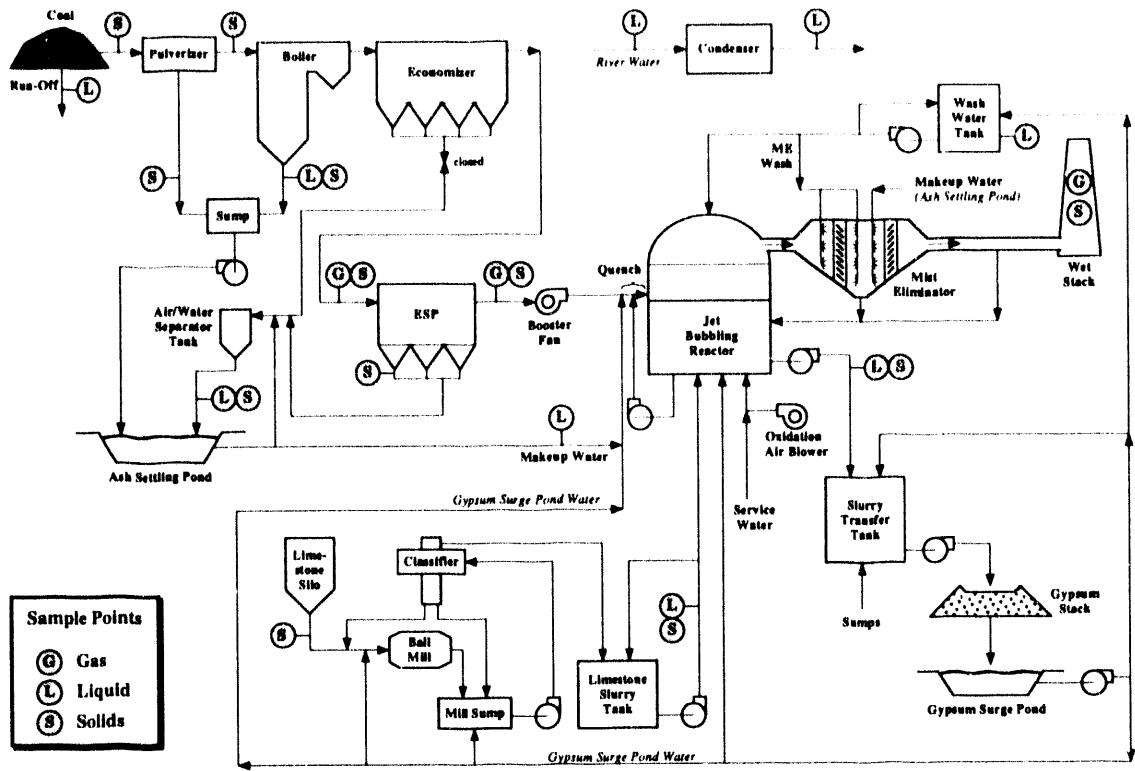 Coal
S
S
L
L
Pulverizer
Boiler
Economizer
River Water
Condenser
Run-Off
L
closed
Wash
Water
Tank
L
ME
Wash
Makeup Water
(Ash Settling Pond)
G
S
S
L S
Sump
Wet
Stack
Quench
G S
G S
Mist
Eliminator
Air/Water
Separator
Tank
ESP
Booster
Fan
Jet
Bubbling
Reactor
S
L S
L S
L
Oxidation
Air Blower
Makeup Water
Ash Settling Pond
Gypsum Surge Pond Water
Service
Water
Slurry
Transfer
Tank
Lime-
stone
Silo
Classifier
Gypsum
Stack
Sumps
L
S
S
Ball
Mill
Limestone
Slurry
Tank
Mill Sump
Gypsum Surge Pond
Gypsum Surge Pond Water
Sample Points
G Gas
L Liquid
S Solids